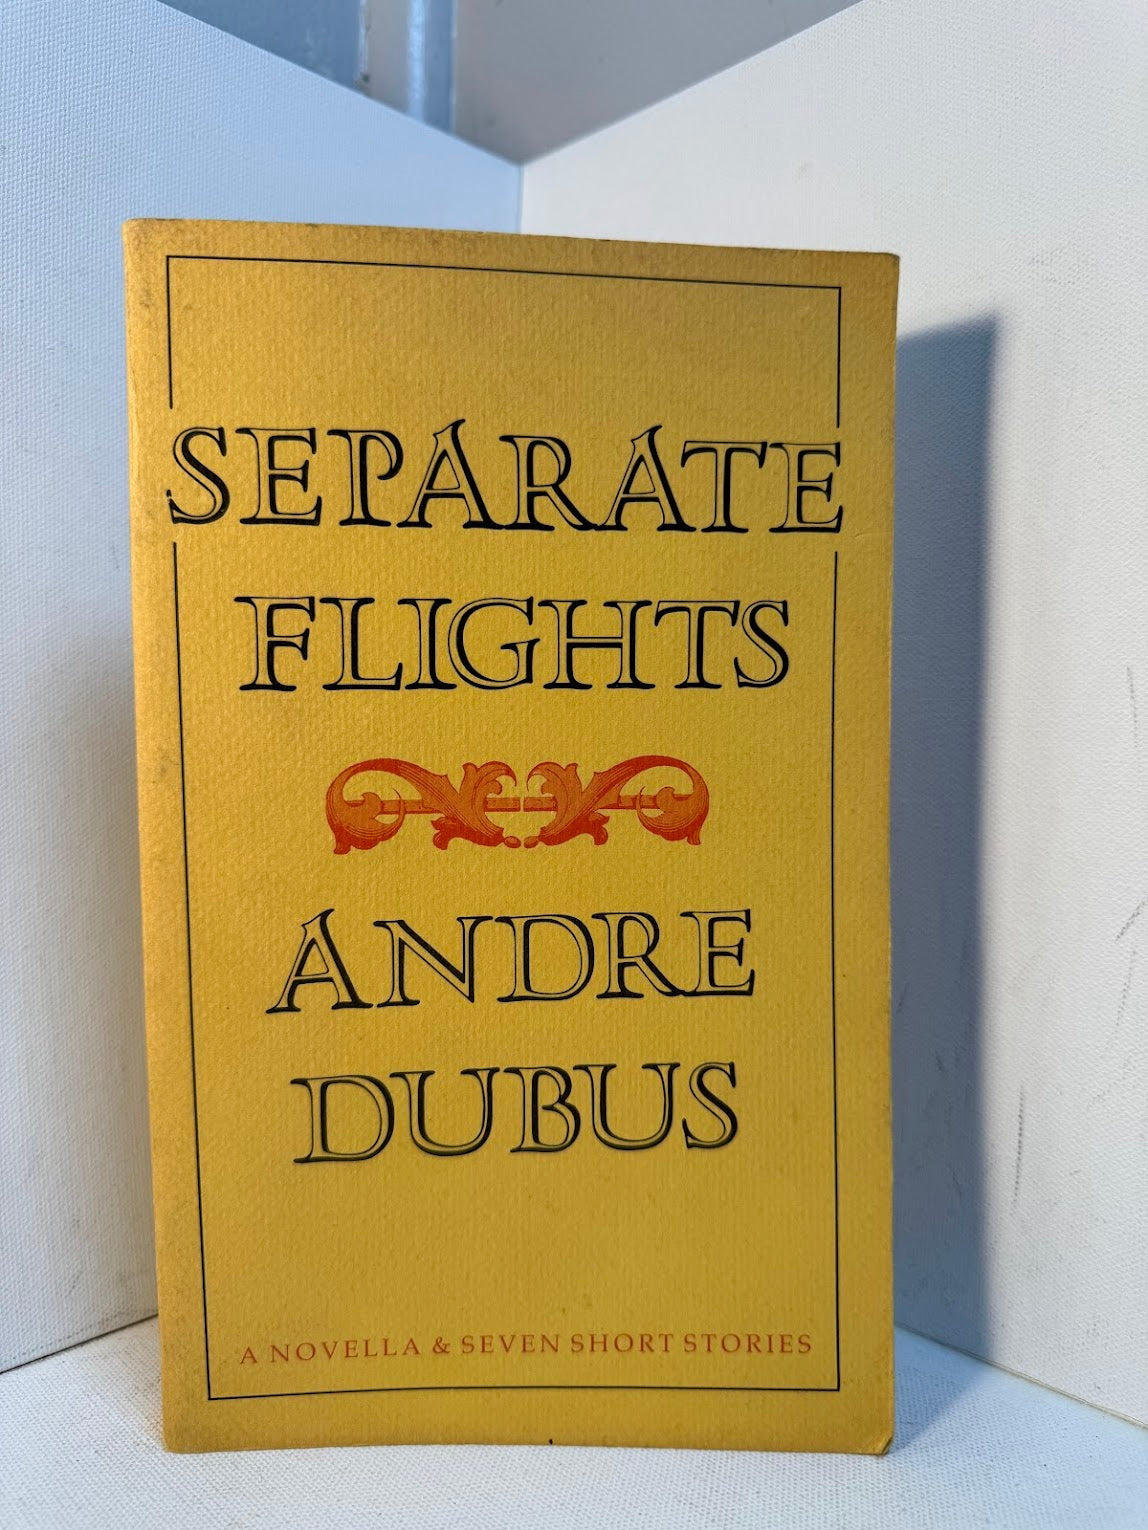 SEPARATE
FLIGHTS
ANDRE
DUBUS
A NOVELLA & SEVEN SHORT STORIES